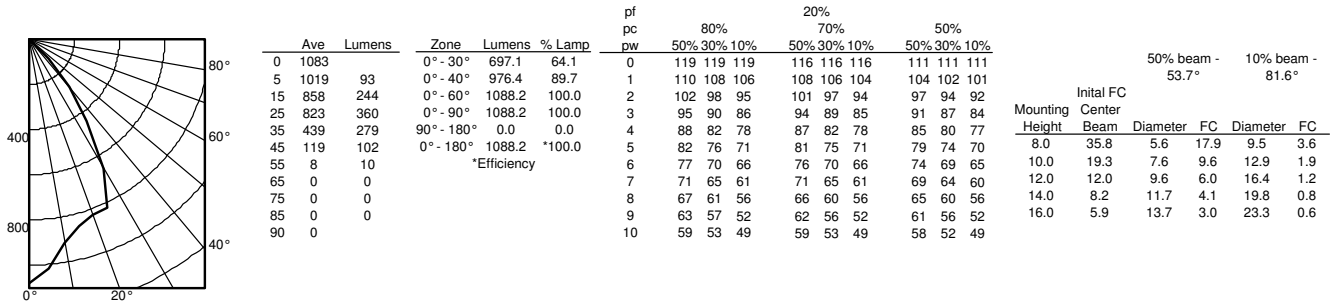 80°
60°
40°
20°
0°
400
800
Ave Lumens
0 1083
5 1019 93
15 858 244
25 823 360
35 439 279
45 119 102
55 8 10
65 0 0
75 0 0
85 0 0
90 0
Zone Lumens % Lamp
0° - 30° 697.1 64.1
0° - 40° 976.4 89.7
0° - 60° 1088.2 100.0
0° - 90° 1088.2 100.0
90° - 180° 0.0 0.0
0° - 180° 1088.2 *100.0
*Efficiency
pf 20%
pc 80% 70% 50%
pw 50% 30% 10% 50% 30% 10% 50% 30% 10%
0 119 119 119 116 116 116 111 111 111
1 110 108 106 108 106 104 104 102 101
2 102 98 95 101 97 94 97 94 92
3 95 90 86 94 89 85 91 87 84
4 88 82 78 87 82 78 85 80 77
5 82 76 71 81 75 71 79 74 70
6 77 70 66 76 70 66 74 69 65
7 71 65 61 71 65 61 69 64 60
8 67 61 56 66 60 56 65 60 56
9 63 57 52 62 56 52 61 56 52
10 59 53 49 59 53 49 58 52 49
50% beam - 10% beam -
53.7° 81.6°
Inital FC
Mounting Center
Height Beam Diameter FC Diameter FC
8.0 35.8 5.6 17.9 9.5 3.6
10.0 19.3 7.6 9.6 12.9 1.9
12.0 12.0 9.6 6.0 16.4 1.2
14.0 8.2 11.7 4.1 19.8 0.8
16.0 5.9 13.7 3.0 23.3 0.6